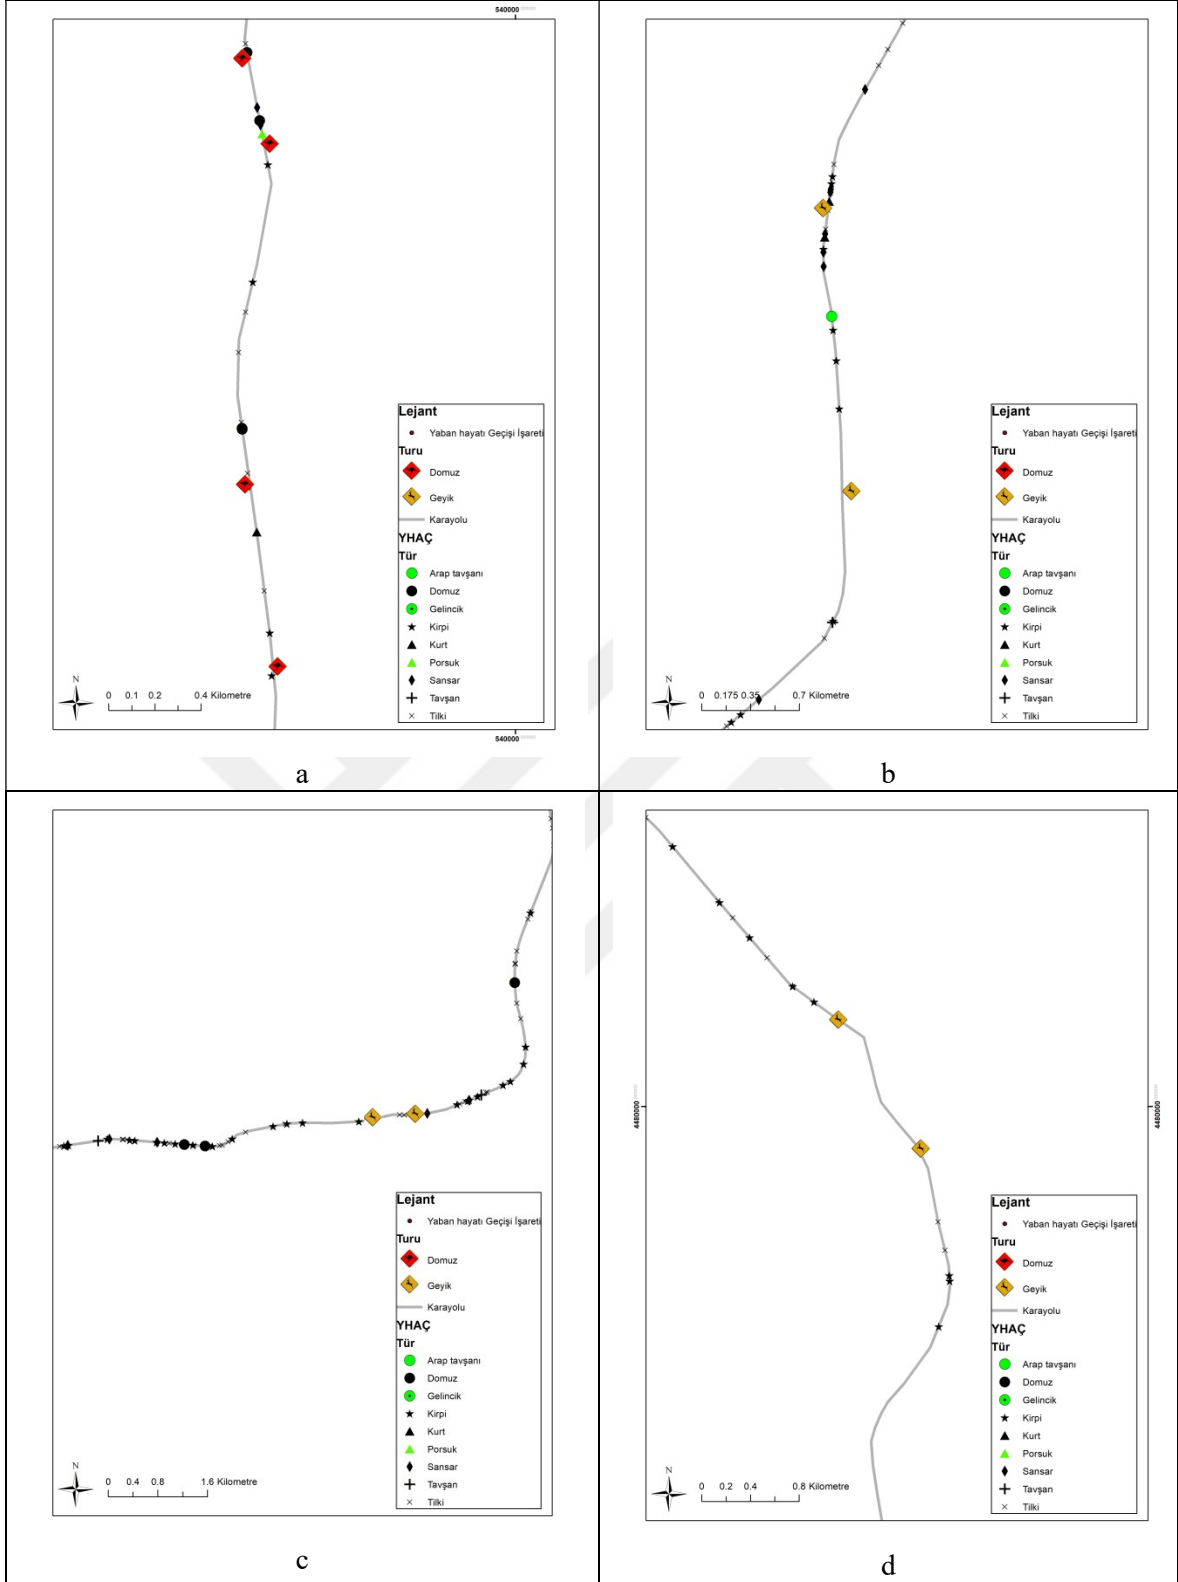 540000
Lejant
Yaban hayatı Geçişi İşareti
Turu
Domuz
Geyik
Karayolu
YHAÇ
Tür
Arap tavşanı
Domuz
Gelincik
Kirpi
Kurt
Porsuk
Sansar
Tavşan
Tilki
N
0 0.1 0.2 0.4 Kilometre
540000
a
Lejant
Yaban hayatı Geçişi İşareti
Turu
Domuz
Geyik
Karayolu
YHAÇ
Tür
Arap tavşanı
Domuz
Gelincik
Kirpi
Kurt
Porsuk
Sansar
Tavşan
Tilki
N
0 0.175 0.35 0.7 Kilometre
b
Lejant
Yaban hayatı Geçişi İşareti
Turu
Domuz
Geyik
Karayolu
YHAÇ
Tür
Arap tavşanı
Domuz
Gelincik
Kirpi
Kurt
Porsuk
Sansar
Tavşan
Tilki
N
0 0.4 0.8 1.6 Kilometre
c
4480000
4480000
Lejant
Yaban hayatı Geçişi İşareti
Turu
Domuz
Geyik
Karayolu
YHAÇ
Tür
Arap tavşanı
Domuz
Gelincik
Kirpi
Kurt
Porsuk
Sansar
Tavşan
Tilki
N
0 0.2 0.4 0.8 Kilometre
d